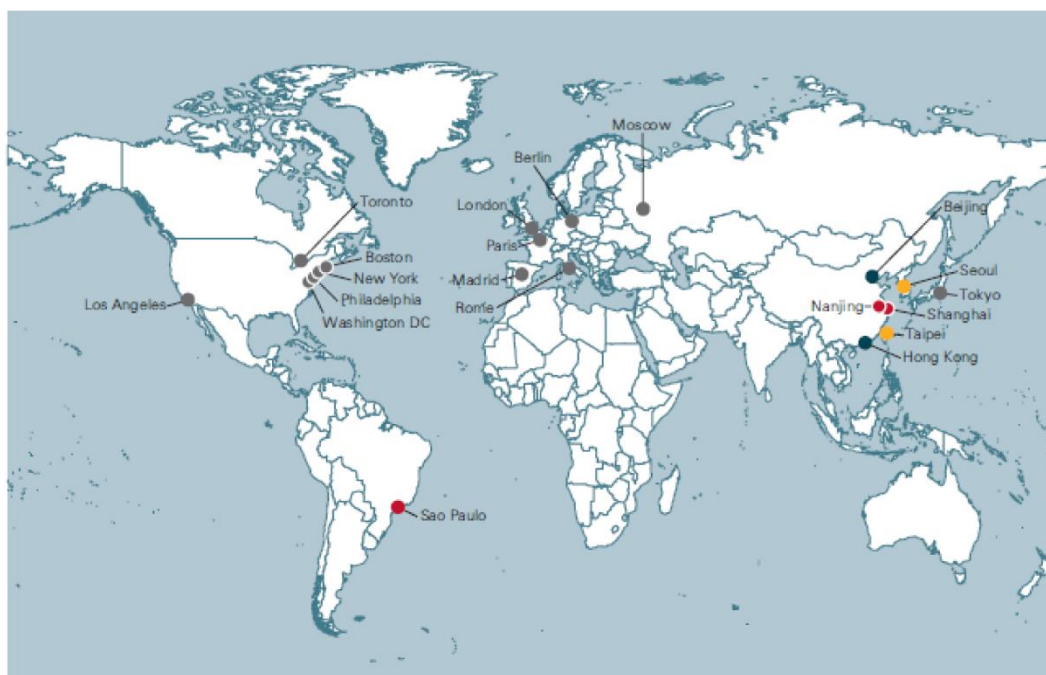 Moscow
Berlin
London
Beijing
Toronto
Paris
Boston
Seoul
New York
Madrid
Tokyo
Los Angeles
Philadelphia
Rome
Nanjing
Shanghai
Washington DC
Taipei
Hong Kong
Sao Paulo